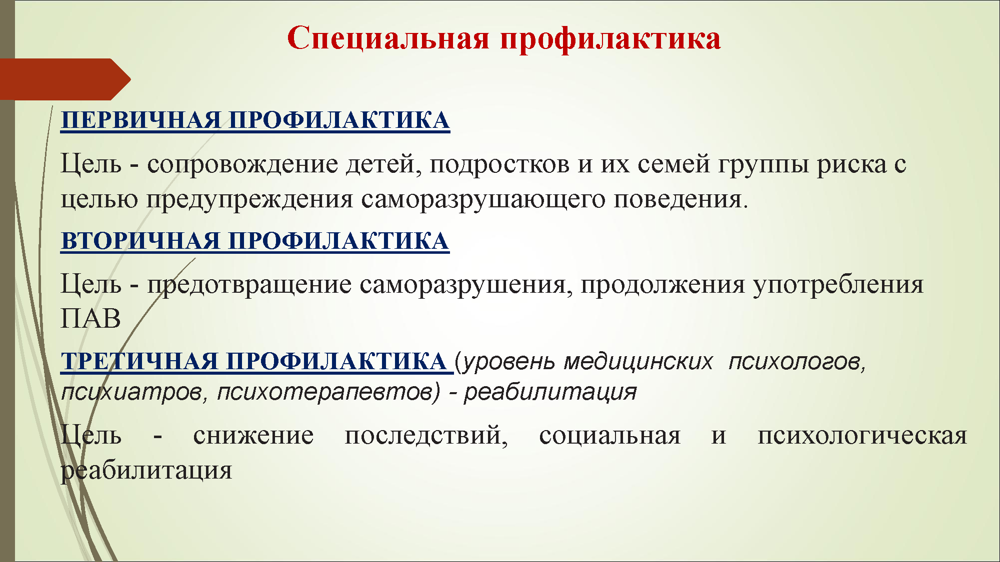 Специальная профилактика
ПЕРВИЧНАЯ ПРОФИЛАКТИКА
Цель - сопровождение детей, подростков и их семей группы риска с
целью предупреждения саморазрушающего поведения.
ВТОРИЧНАЯ ПРОФИЛАКТИКА
Цель - предотвращение саморазрушения, продолжения употребления
ПАВ
ТРЕТИЧНАЯ ПРОФИЛАКТИКА (уровень медицинских психологов,
психиатров, психотерапевтов) - реабилитация
Цель - снижение последствий, социальная и психологическая
реабилитация